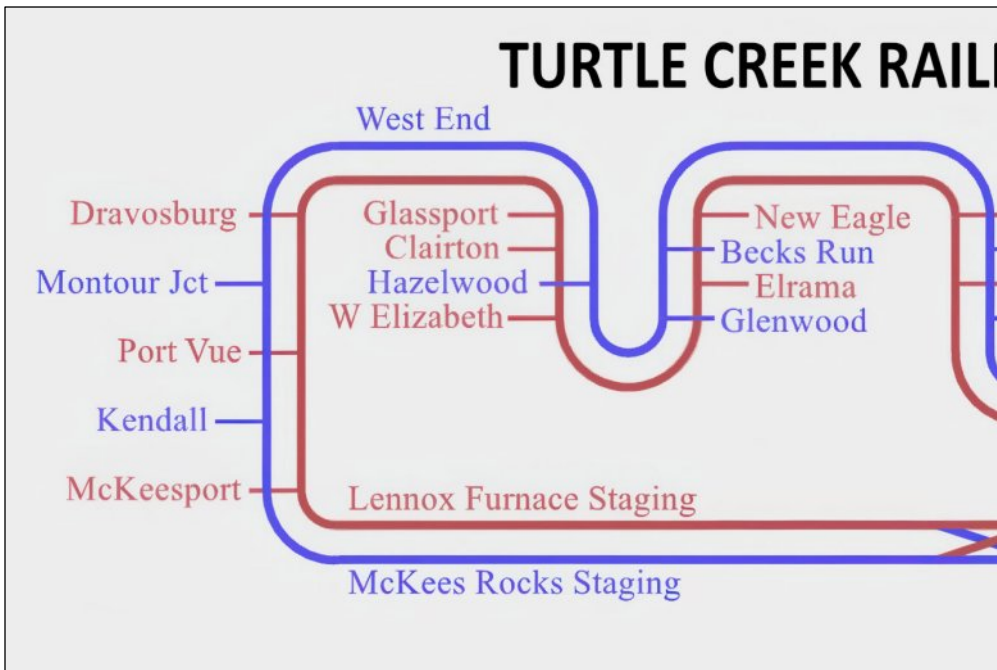 TURTLE CREEK RAIL
West End
Dravosburg
Glassport
New Eagle
Clairton
Becks Run
Montour Jct
Hazelwood
Elrama
W Elizabeth
Glenwood
Port Vue
Kendall
McKeesport
Lennox Furnace Staging
McKees Rocks Staging